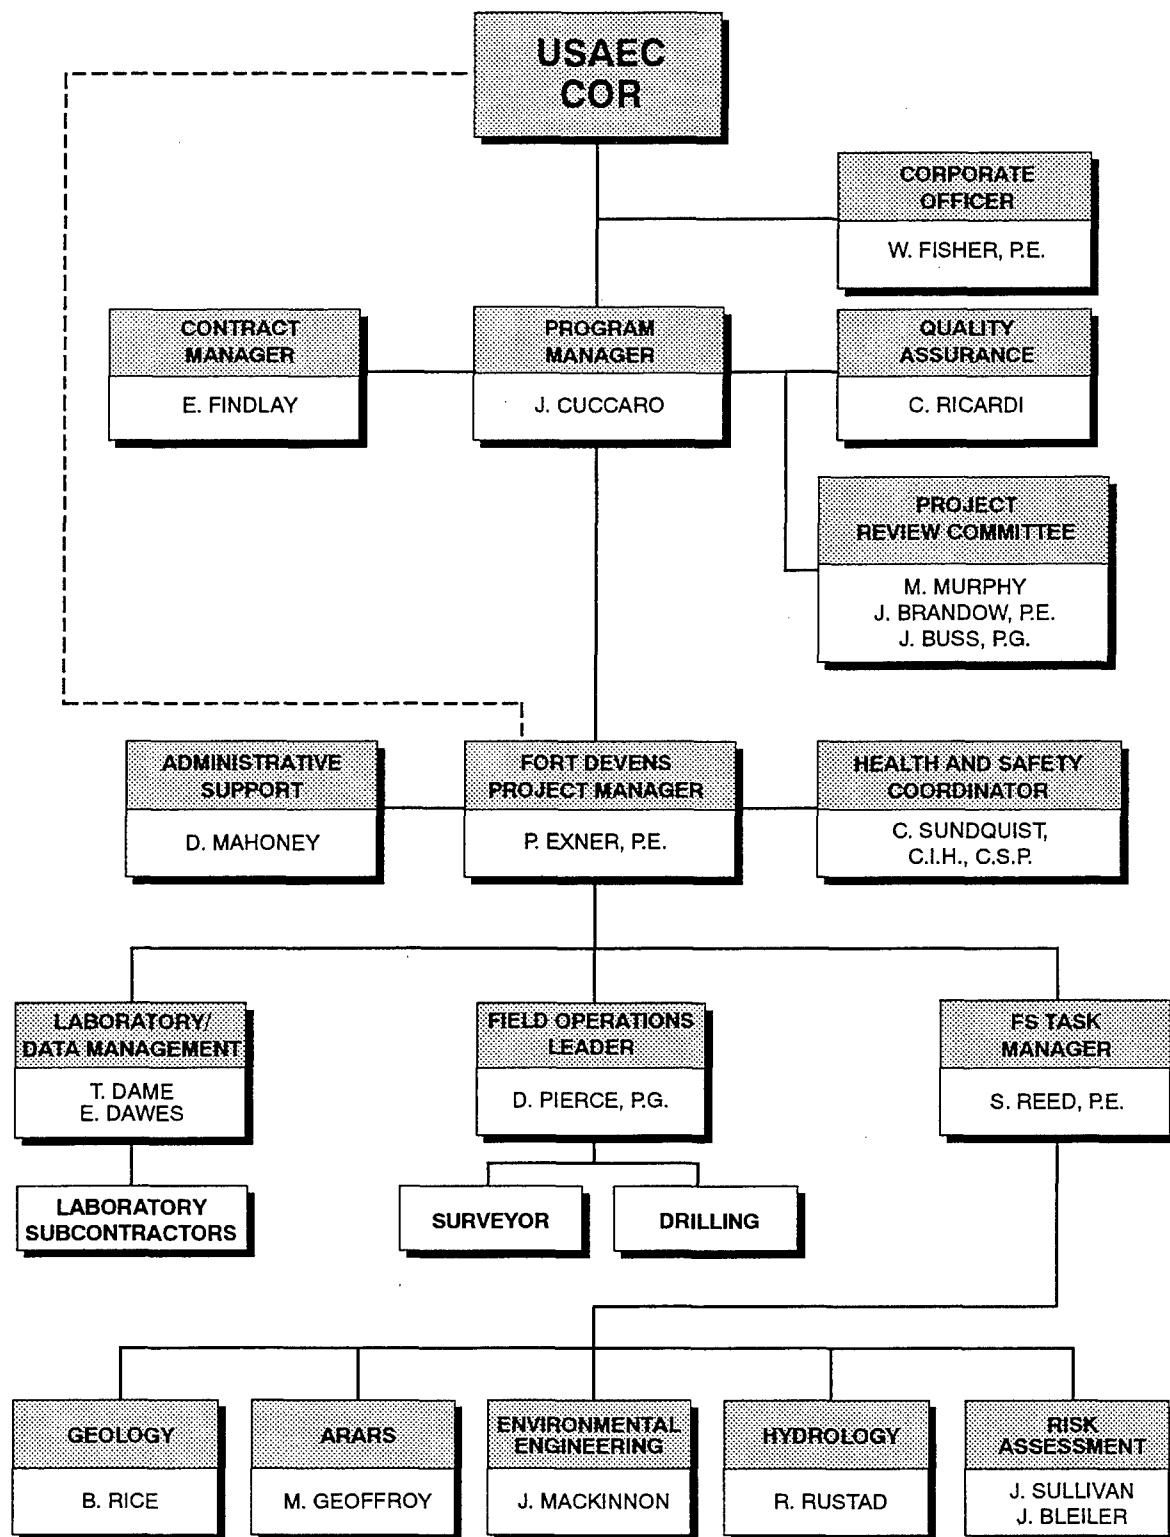 USAEC
COR
CORPORATE
OFFICER
W. FISHER, P.E.
CONTRACT
MANAGER
E. FINDLAY
PROGRAM
MANAGER
J. CUCCARO
QUALITY
ASSURANCE
C. RICARDI
PROJECT
REVIEW COMMITTEE
M. MURPHY
J. BRANDOW, P.E.
J. BUSS, P.G.
ADMINISTRATIVE
SUPPORT
D. MAHONEY
FORT DEVENS
PROJECT MANAGER
P. EXNER, P.E.
HEALTH AND SAFETY
COORDINATOR
C. SUNDQUIST,
C.I.H., C.S.P.
LABORATORY/
DATA MANAGEMENT
T. DAME
E. DAWES
FIELD OPERATIONS
LEADER
D. PIERCE, P.G.
FS TASK
MANAGER
S. REED, P.E.
LABORATORY
SUBCONTRACTORS
SURVEYOR
DRILLING
GEOLOGY
B. RICE
ARARS
M. GEOFFROY
ENVIRONMENTAL
ENGINEERING
J. MACKINNON
HYDROLOGY
R. RUSTAD
RISK
ASSESSMENT
J. SULLIVAN
J. BLEILER